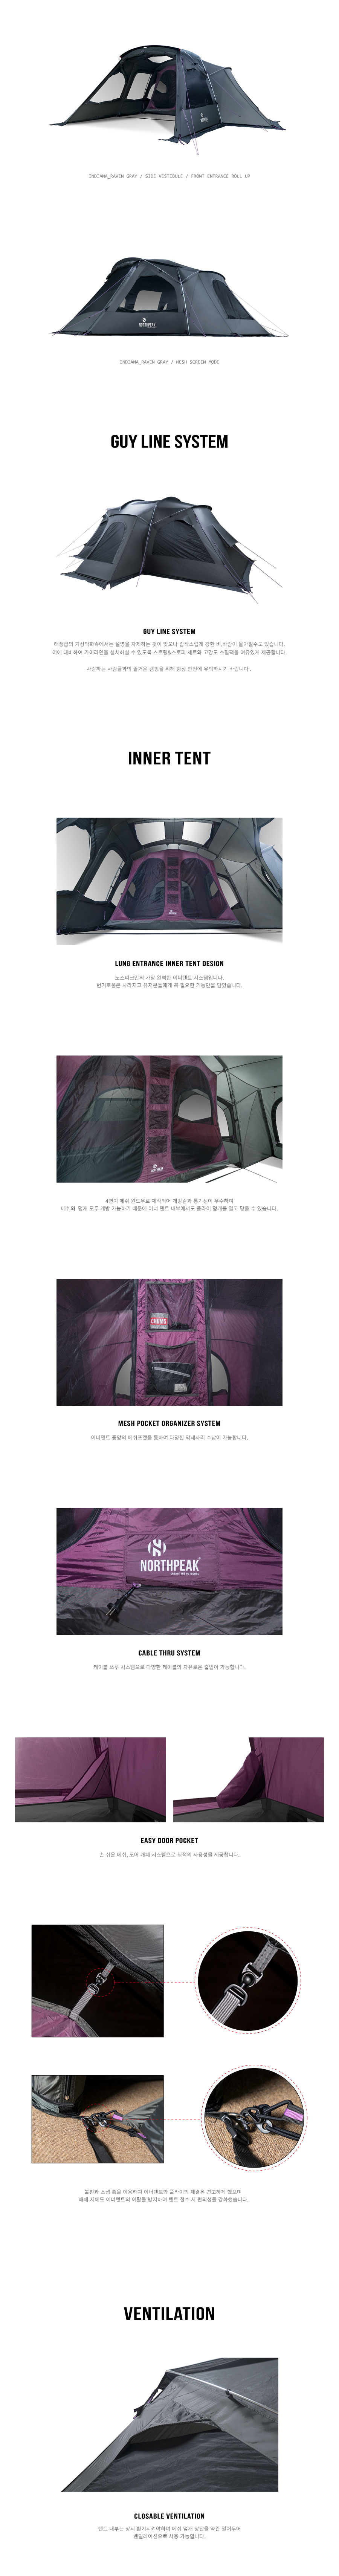 INDIANA_RAVEN GRAY / SIDE VESTIBULE / FRONT ENTRANCE ROLL UP
NORTHPEAK
INDIANA_RAVEN GRAY / MESH SCREEN MODE
GUY LINE SYSTEM
GUY LINE SYSTEM
태풍급의 기상악화속에서는 설영을 자제하는 것이 맞으나 갑작스럽게 강한 비,바람이 몰아칠수도 있습니다.
이에 대비하여 가이라인을 설치하실 수 있도록 스트링&스토퍼 세트와 고강도 스틸팩을 여유있게 제공합니다.
사랑하는 사람들과의 즐거운 캠핑을 위해 항상 안전에 유의하시기 바랍니다.
INNER TENT
LUNG ENTRANCE INNER TENT DESIGN
노스피크만의 가장 완벽한 이너텐트 시스템입니다.
번거로움은 사라지고 유저분들에게 꼭 필요한 기능만을 담았습니다.
4면이 메쉬 윈도우로 제작되어 개방감과 통기성이 우수하며
메쉬와 덮개 모두 개방 가능하기 때문에 이너 텐트 내부에서도 플라이 덮개를 열고 닫을 수 있습니다.
CHUMS
MESH POCKET ORGANIZER SYSTEM
이너텐트 중앙의 메쉬포켓을 통하여 다양한 악세사리 수납이 가능합니다.
NORTHPEAK
CABLE THRU SYSTEM
케이블 쓰루 시스템으로 다양한 케이블의 자유로운 출입이 가능합니다.
EASY DOOR POCKET
손 쉬운 메쉬, 도어 개폐 시스템으로 최적의 사용성을 제공합니다.
볼핀과 스냅 훅을 이용하여 이너텐트와 플라이의 체결은 견고하게 했으며
해체 시에도 이너텐트의 이탈을 방지하여 텐트 철수 시 편의성을 강화했습니다.
VENTILATION
CLOSABLE VENTILATION
텐트 내부는 상시 환기시켜야하며 메쉬 덮개 상단을 약간 열어두어
벤틸레이션으로 사용 가능합니다.